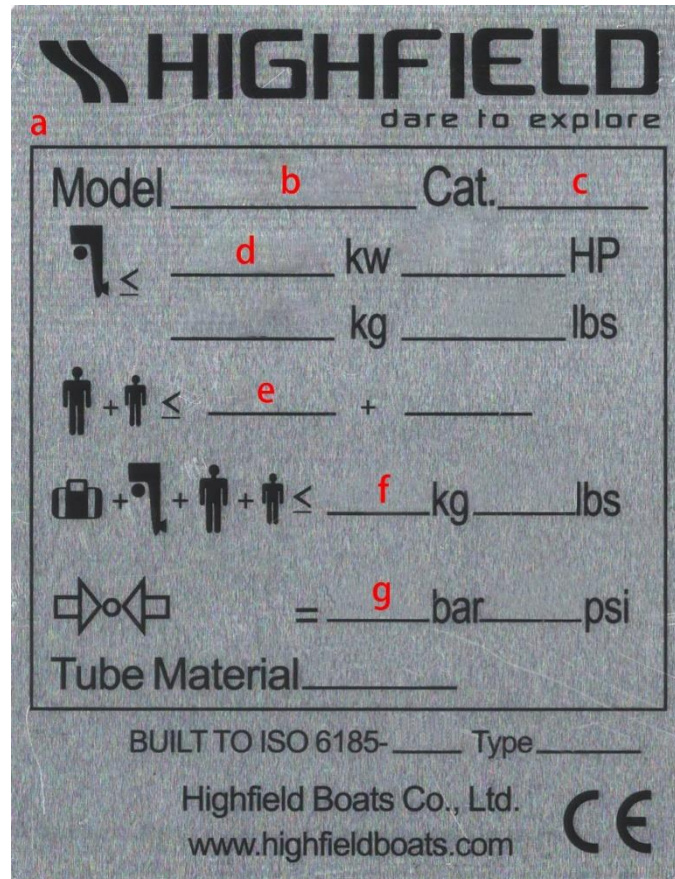 HIGHFIELD
dare to explore
a
Model b Cat. c
≤ d kw HP
kg lbs
+ ≤ e +
+ + + ≤ f kg lbs
= g bar psi
Tube Material
BUILT TO ISO 6185- Type
Highfield Boats Co., Ltd.
www.highfieldboats.com
CE